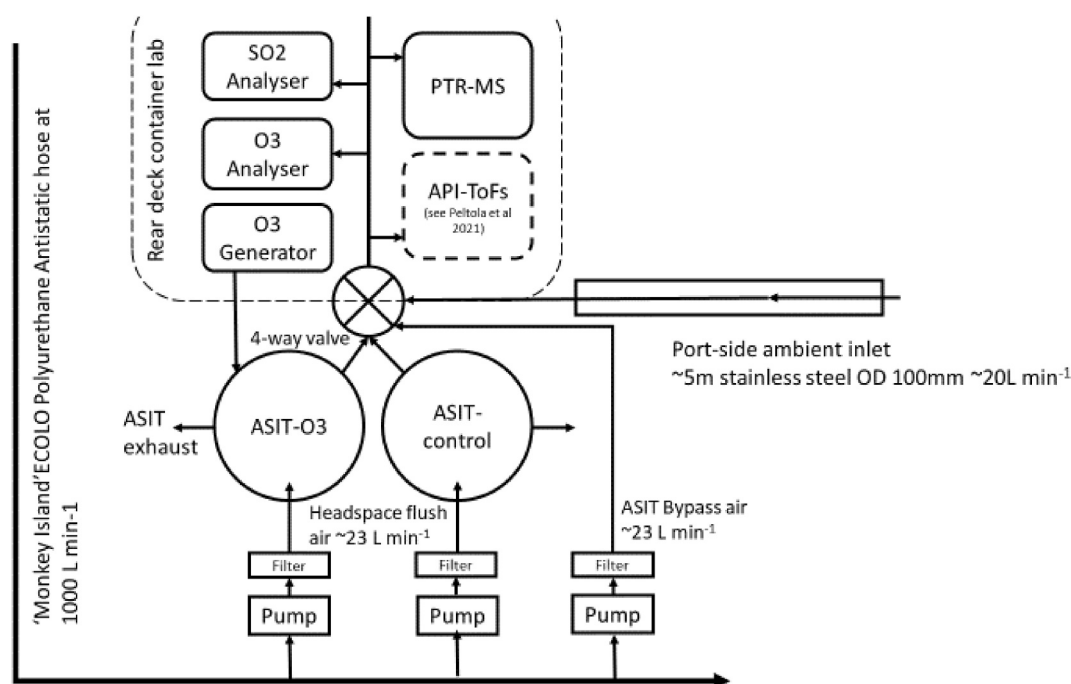 SO2
Analyser
PTR-MS
O3
Analyser
API-ToFs
(see Peltola et al
2021)
O3
Generator
Rear deck container lab
'Monkey Island'ECOLO Polyurethane Antistatic hose at
1000 L min-1
4-way valve
Port-side ambient inlet
~5m stainless steel OD 100mm ~20L min⁻¹
ASIT
exhaust
ASIT-O3
ASIT-
control
Headspace flush
air ~23 L min⁻¹
ASIT Bypass air
~23 L min⁻¹
Filter
Filter
Filter
Pump
Pump
Pump